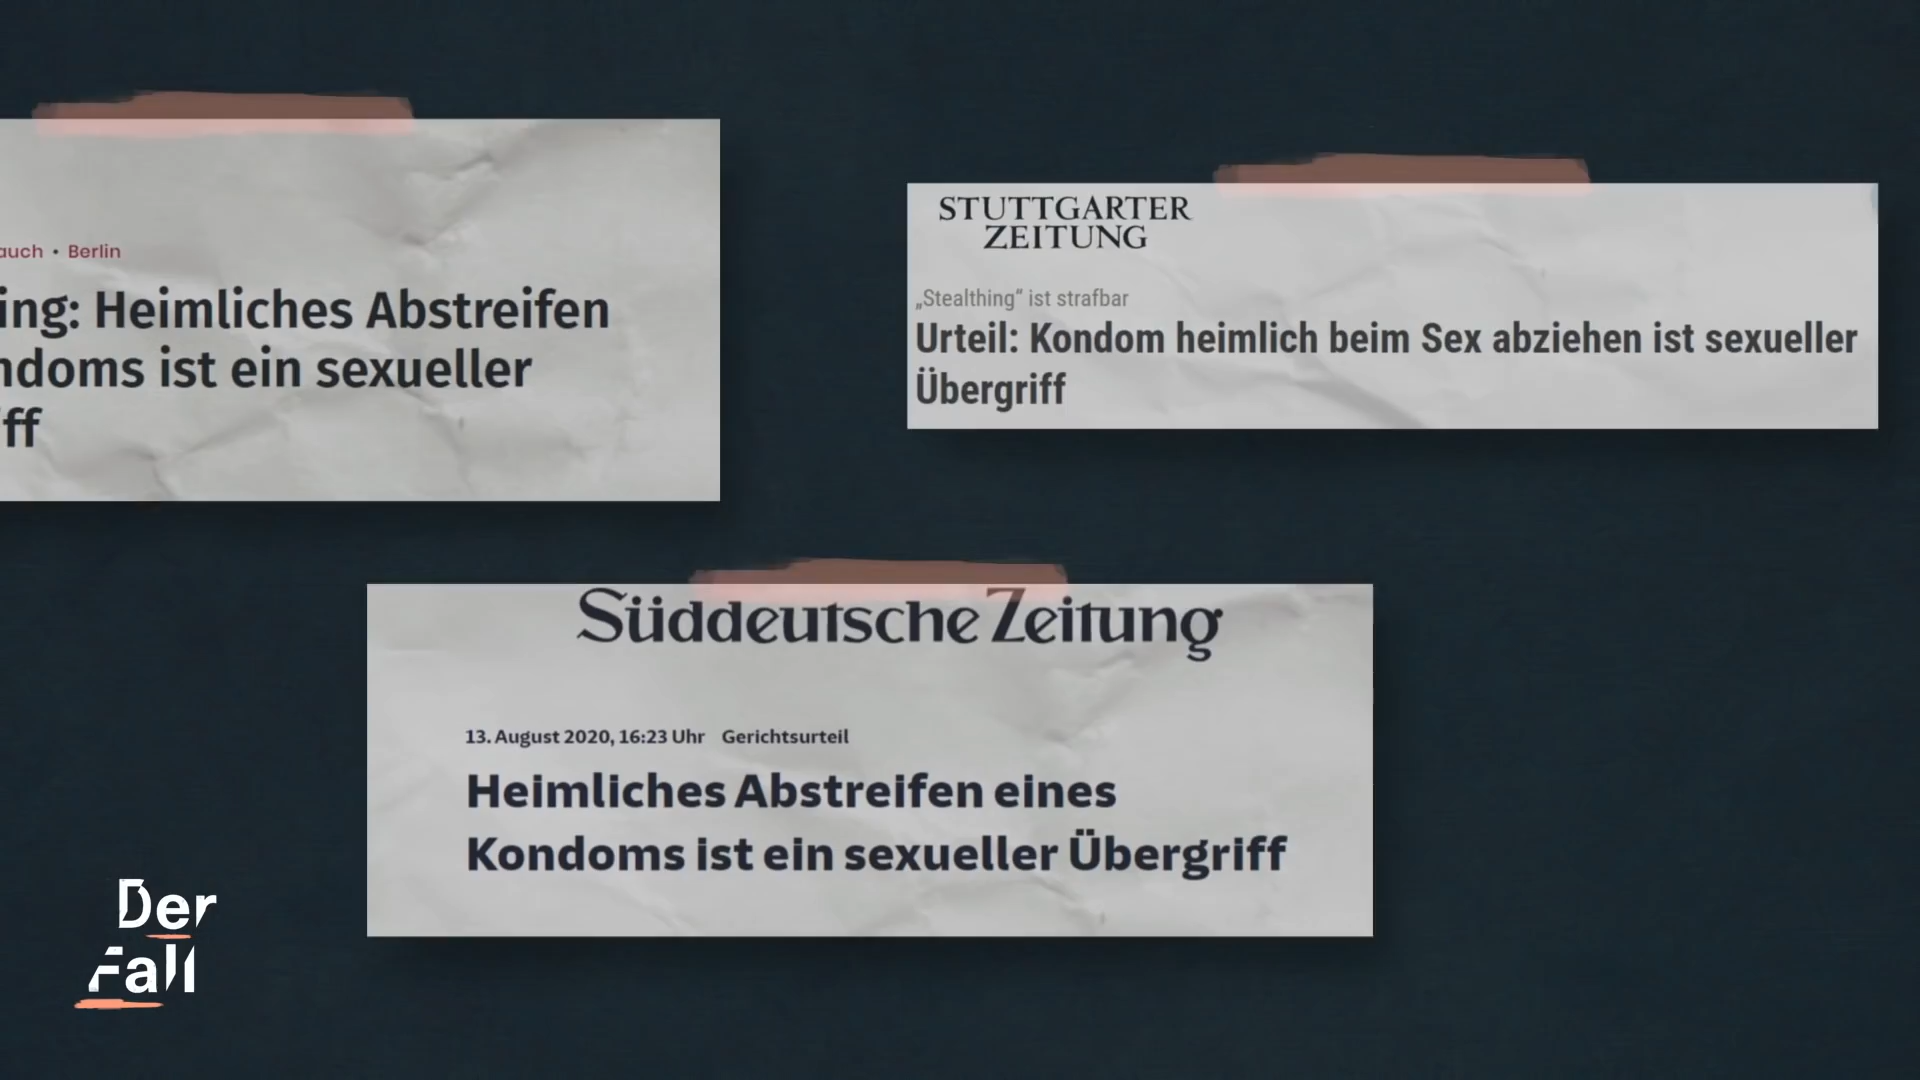 auch • Berlin
ing: Heimliches Abstreifen
ndoms ist ein sexueller
iff
STUTTGARTER
ZEITUNG
„Stealthing“ ist strafbar
Urteil: Kondom heimlich beim Sex abziehen ist sexueller
Übergriff
Süddeutsche Zeitung
13. August 2020, 16:23 Uhr Gerichtsurteil
Heimliches Abstreifen eines
Kondoms ist ein sexueller Übergriff
Der
Fall